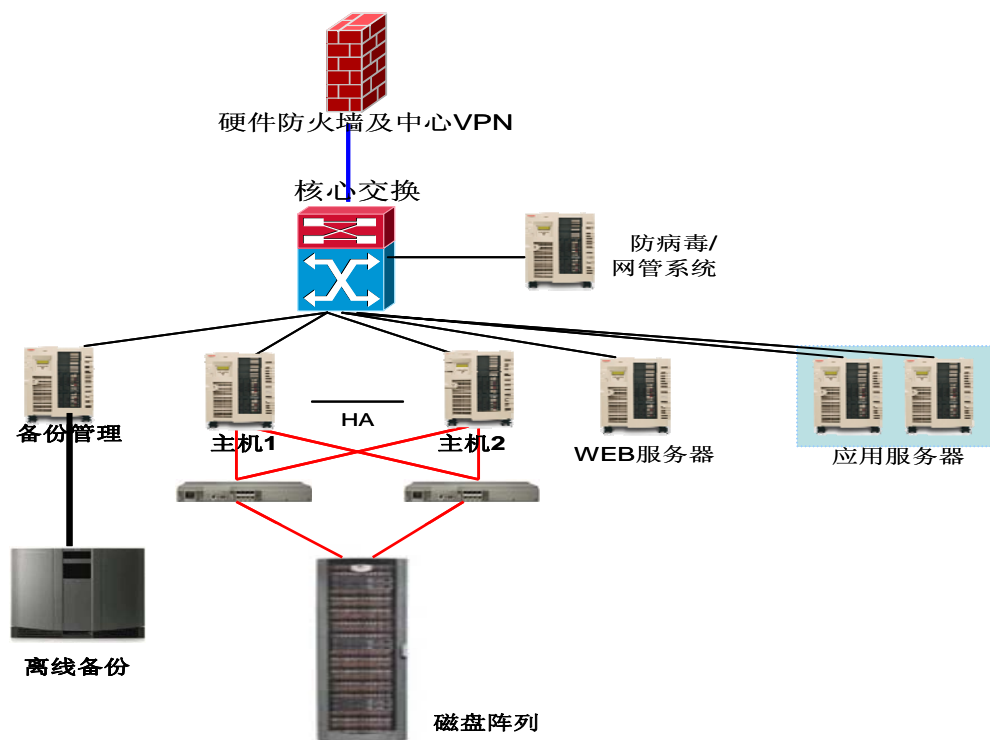 硬件防火墙及中心VPN
核心交换
防病毒/
网管系统
备份管理
主机1
HA
主机2
WEB服务器
应用服务器
离线备份
磁盘阵列